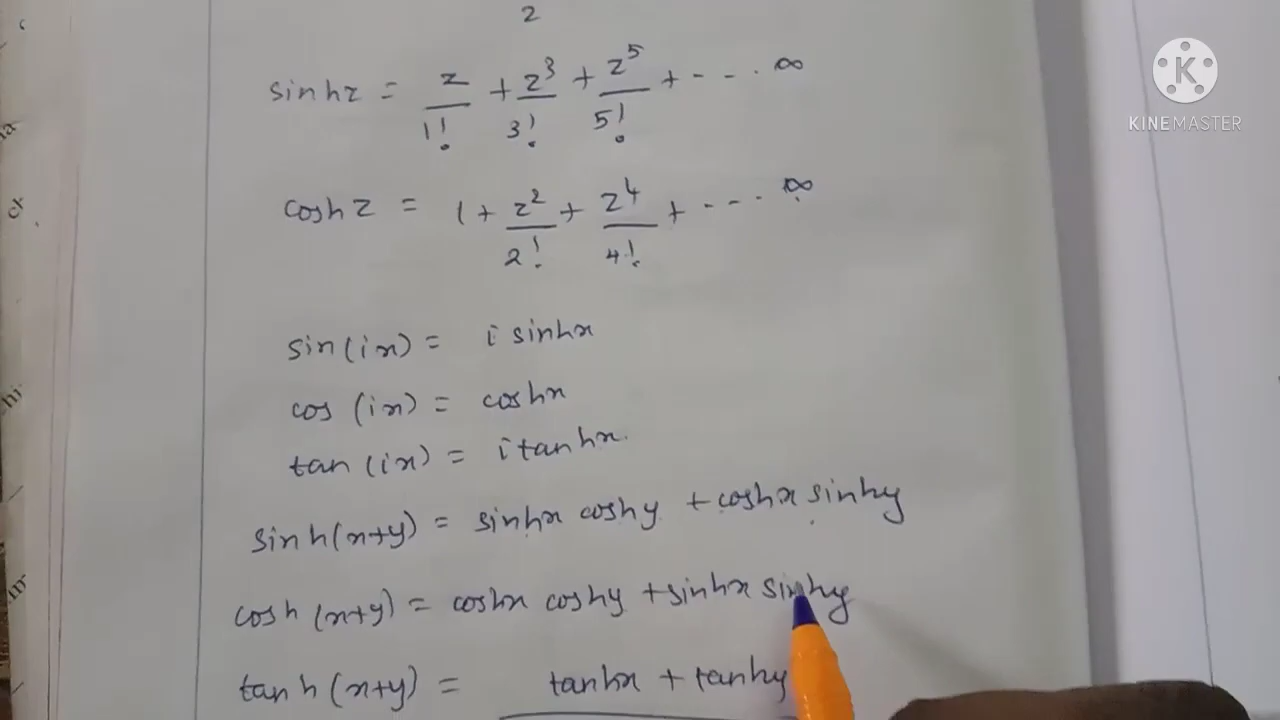 2
sinhz = z/1! + z³/3! + z⁵/5! + - - - . ∞
KINEMASTER
coshz = 1 + z²/2! + z⁴/4! + - - - . ∞
sin(ix) = i sinhx
cos(ix) = coshx
tan(ix) = i tanhx.
sinh(x+y) = sinhx coshy + coshx sinhy
cosh(x+y) = coshx coshy + sinhx sinhy
tanh(x+y) = tanhx + tanhy